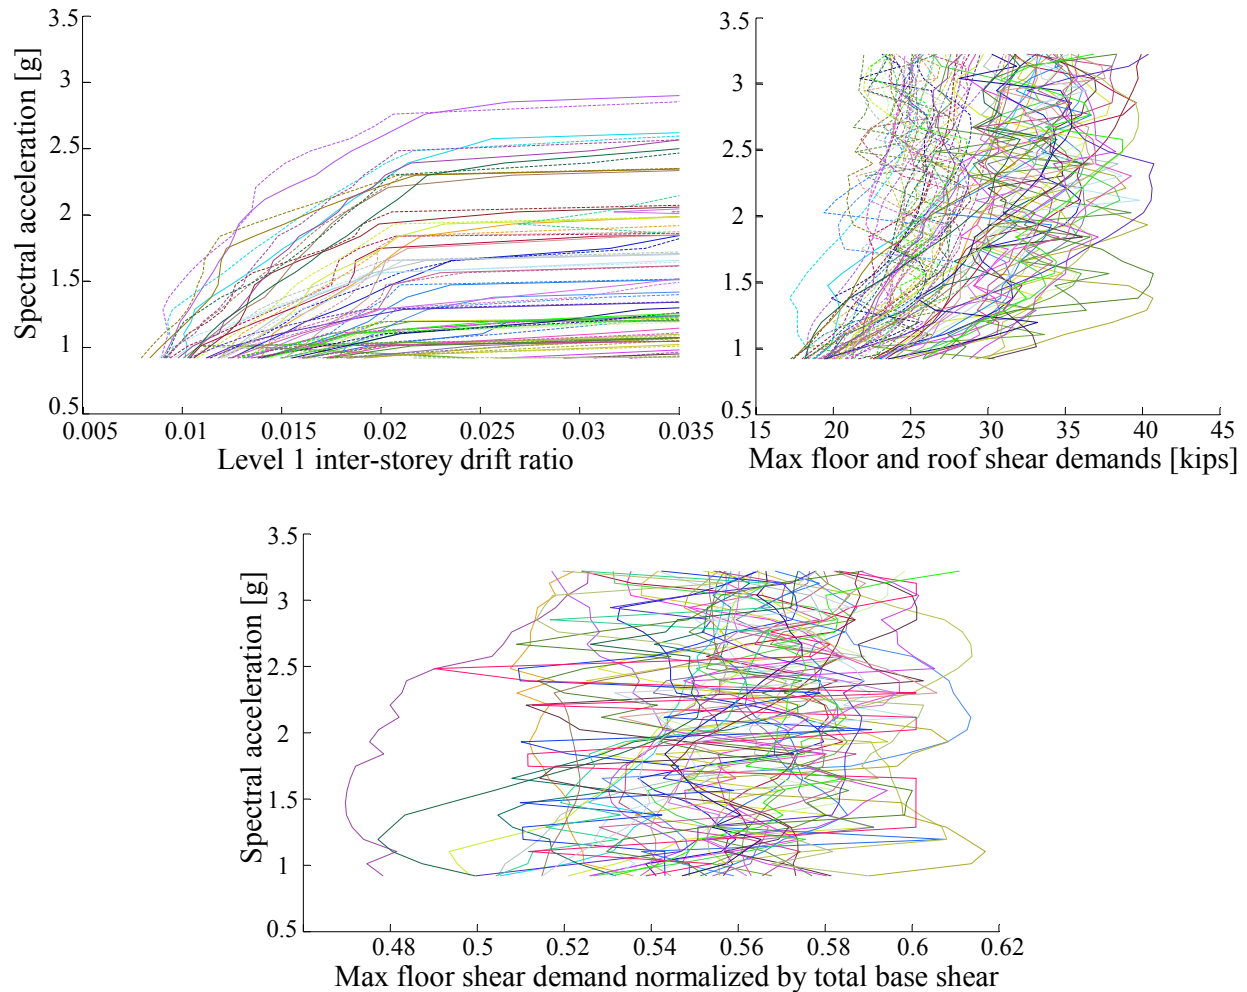 3.5
3
2.5
2
1.5
1
0.5
Spectral acceleration [g]
0.005 0.01 0.015 0.02 0.025 0.03 0.035
Level 1 inter-storey drift ratio
3.5
3
2.5
2
1.5
1
0.5
15 20 25 30 35 40 45
Max floor and roof shear demands [kips]
3.5
3
2.5
2
1.5
1
0.5
Spectral acceleration [g]
0.48 0.5 0.52 0.54 0.56 0.58 0.6 0.62
Max floor shear demand normalized by total base shear